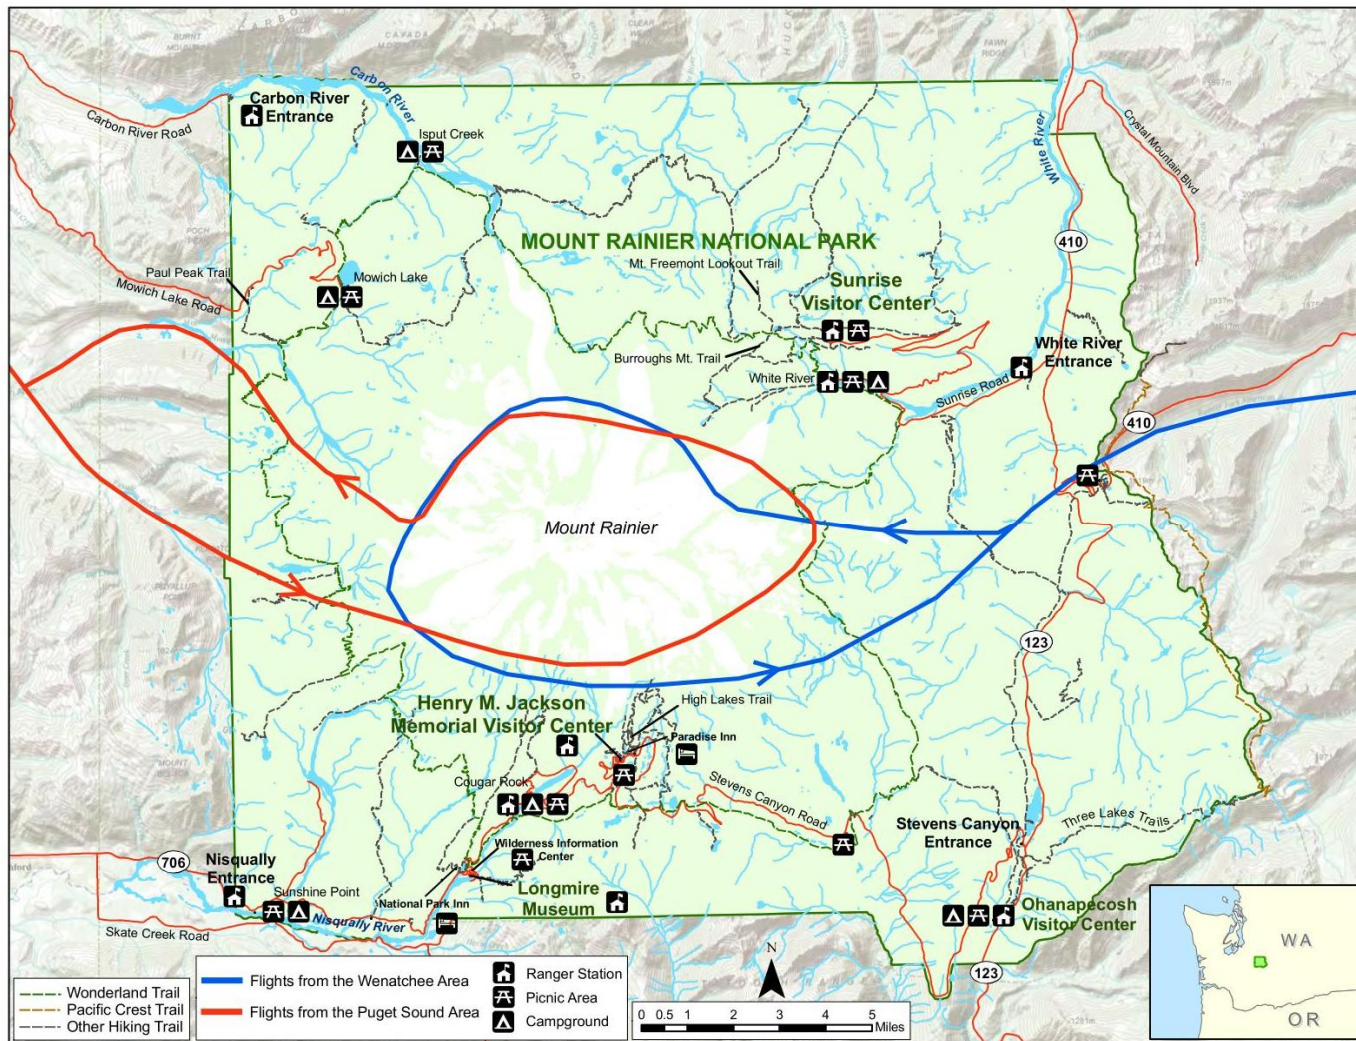 Carbon River
Entrance
Carbon River
Carbon River Road
Isput Creek
White River
Crystal Mountain Blvd
410
MOUNT RAINIER NATIONAL PARK
Mt. Freemont Lookout Trail
Paul Peak Trail
Mowich Lake
Mowich Lake Road
Sunrise
Visitor Center
Burroughs Mt. Trail
White River
White River
Entrance
Sunrise Road
410
Mount Rainier
123
Henry M. Jackson
Memorial Visitor Center
High Lakes Trail
Paradise Inn
Cougar Rock
Stevens Canyon Road
Stevens Canyon
Entrance
Three Lakes Trails
Wilderness Information
Center
706
Nisqually
Entrance
Sunshine Point
National Park Inn
Longmire
Museum
Nisqually River
Skate Creek Road
Ohanapecosh
Visitor Center
123
WA
OR
N
Wonderland Trail
Pacific Crest Trail
Other Hiking Trail
Flights from the Wenatchee Area
Flights from the Puget Sound Area
Ranger Station
Picnic Area
Campground
0 0.5 1 2 3 4 5
Miles